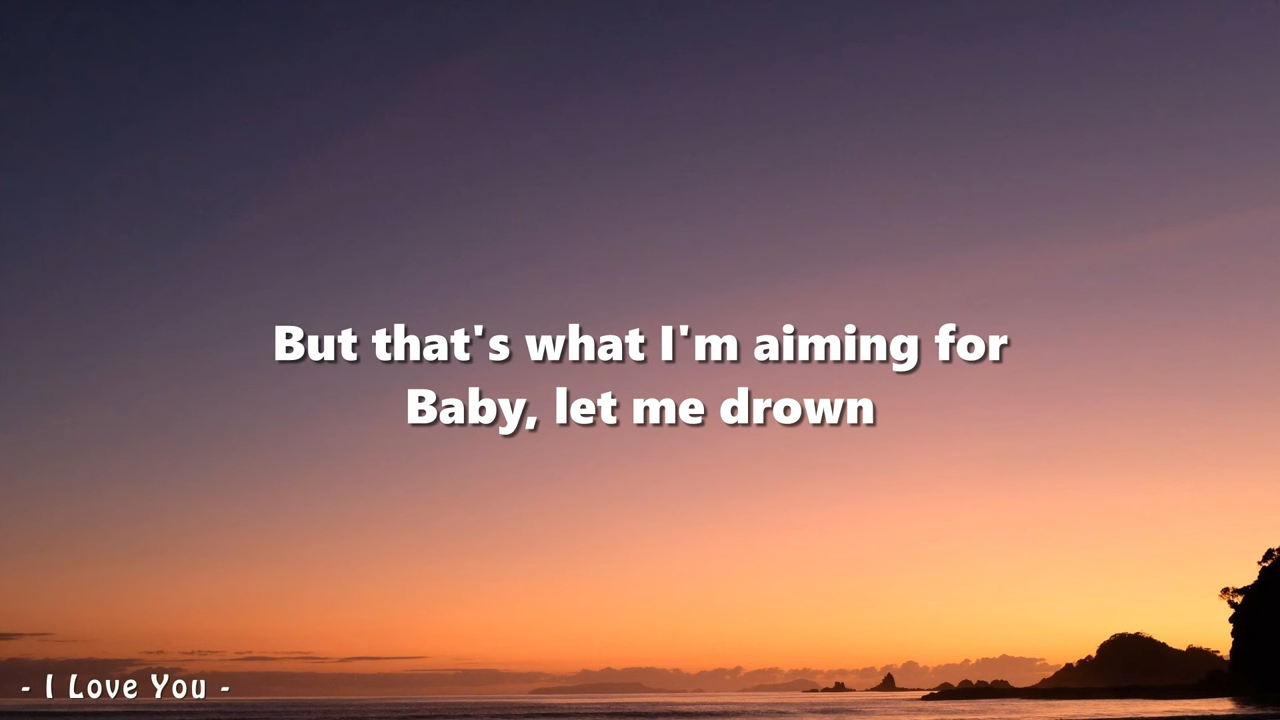 But that's what I'm aiming for
Baby, let me drown
- I Love You -